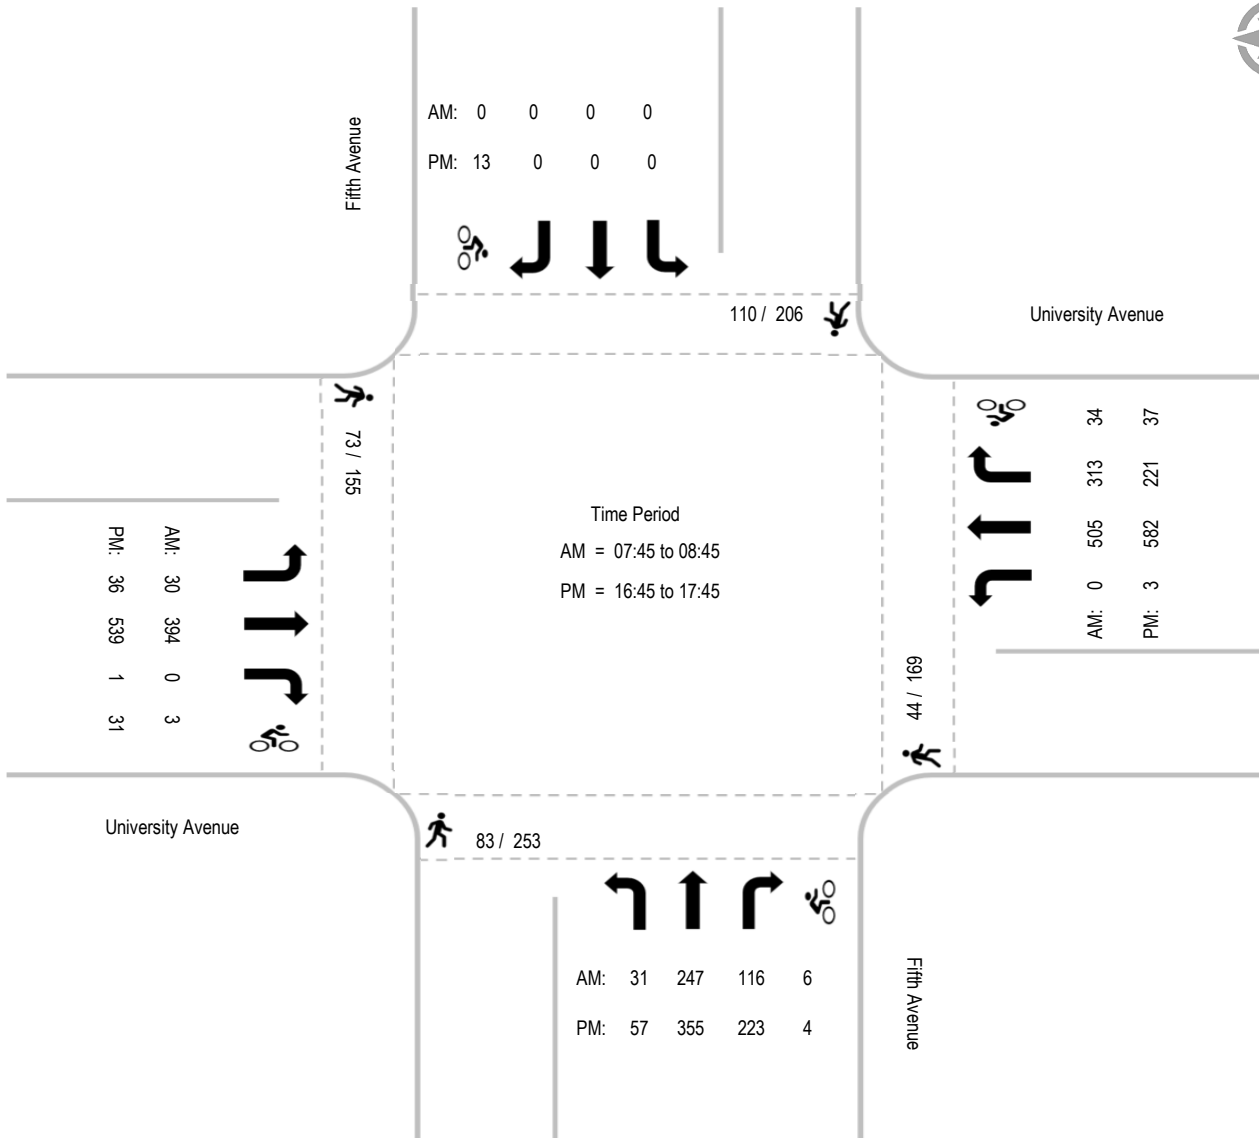 Fifth Avenue
AM: 0 0 0 0
PM: 13 0 0 0
110 / 206
University Avenue
73 / 155
AM: 0 505 313 34
PM: 3 582 221 37
Time Period
AM = 07:45 to 08:45
PM = 16:45 to 17:45
AM: 30 394 0 3
PM: 36 539 1 31
44 / 169
University Avenue
83 / 253
AM: 31 247 116 6
PM: 57 355 223 4
Fifth Avenue